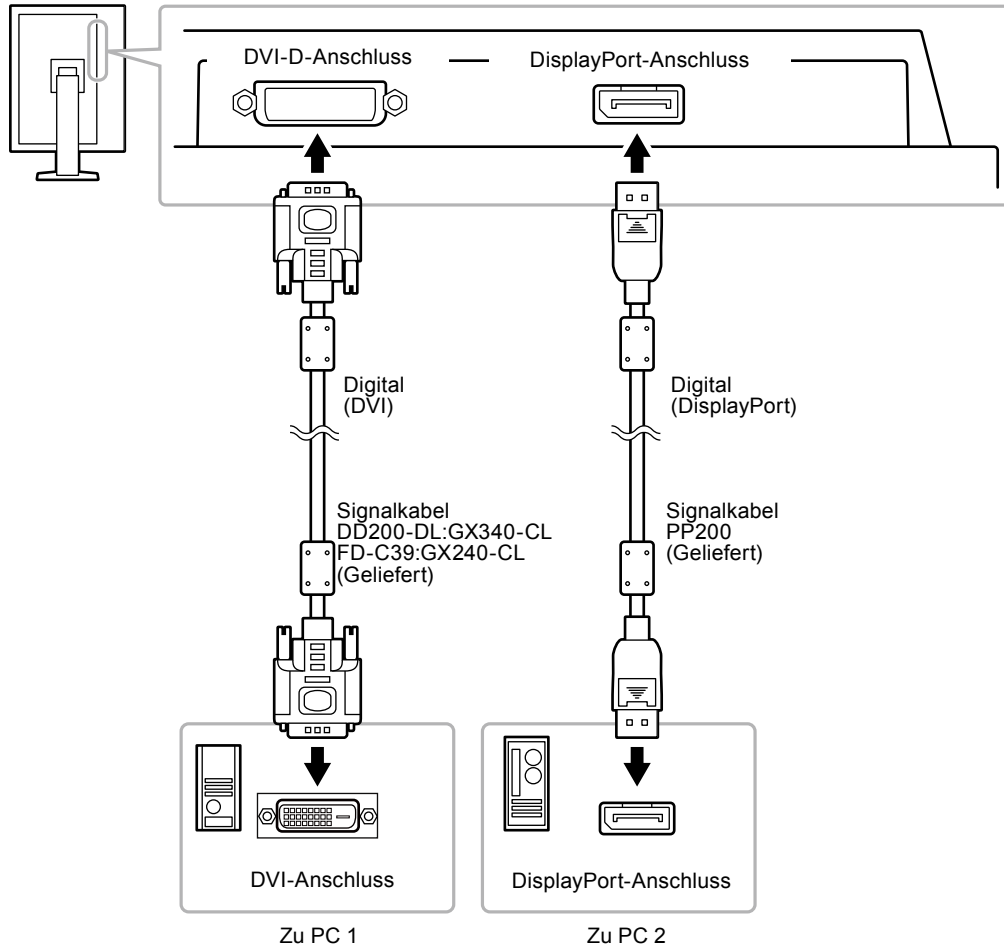 DVI-D-Anschluss
DisplayPort-Anschluss
Digital
(DVI)
Digital
(DisplayPort)
Signalkabel
DD200-DL:GX340-CL
FD-C39:GX240-CL
(Geliefert)
Signalkabel
PP200
(Geliefert)
DVI-Anschluss
DisplayPort-Anschluss
Zu PC 1
Zu PC 2